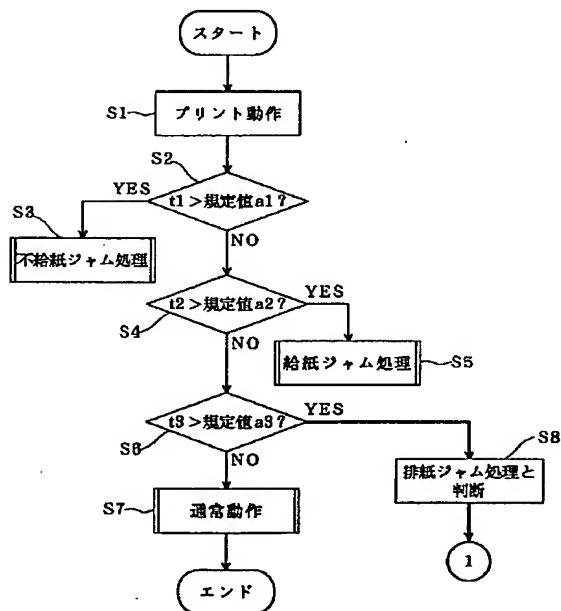 スタート
S1
プリント動作
S2
YES
t1＞規定値a1？
S3
不給紙ジャム処理
NO
t2＞規定値a2？
YES
S4
給紙ジャム処理
S5
NO
t3＞規定値a3？
YES
S6
S8
排紙ジャム処理と
判断
NO
S7
通常動作
1
エンド